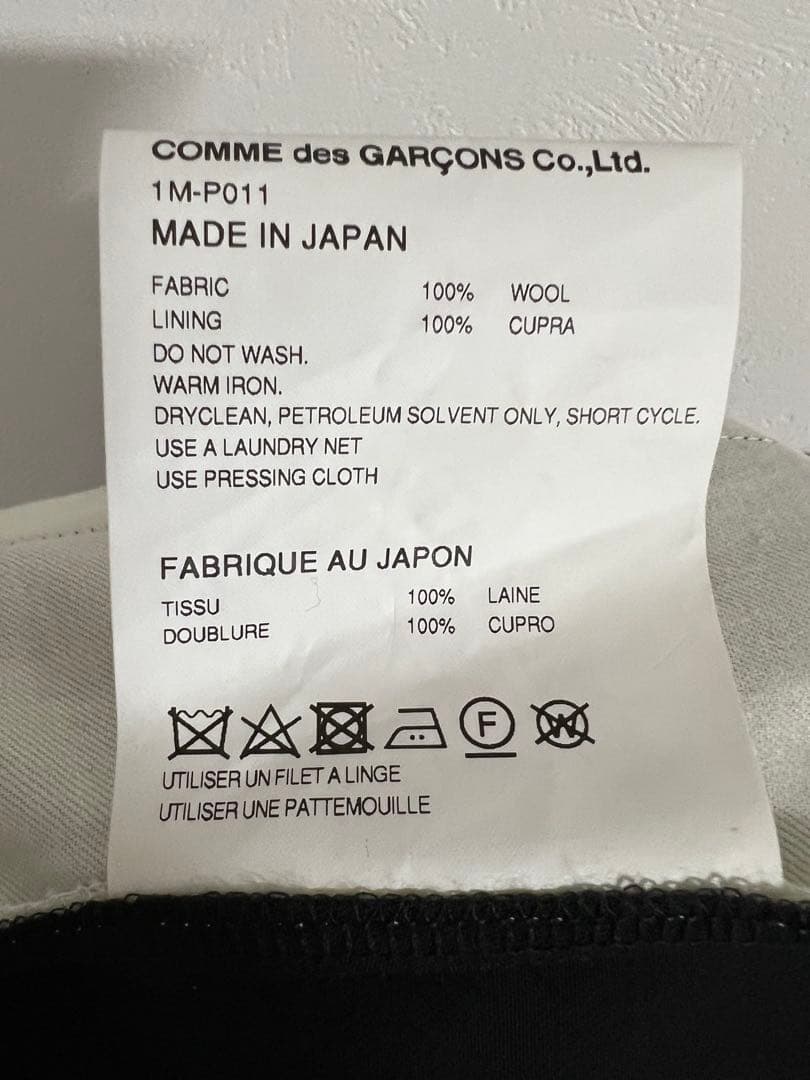 COMME des GARÇONS Co.,Ltd.
1M-P011
MADE IN JAPAN
FABRIC 100% WOOL
LINING 100% CUPRA
DO NOT WASH.
WARM IRON.
DRYCLEAN, PETROLEUM SOLVENT ONLY, SHORT CYCLE.
USE A LAUNDRY NET
USE PRESSING CLOTH
FABRIQUE AU JAPON
TISSU 100% LAINE
DOUBLURE 100% CUPRO
F W
UTILISER UN FILET A LINGE
UTILISER UNE PATTEMOUILLE